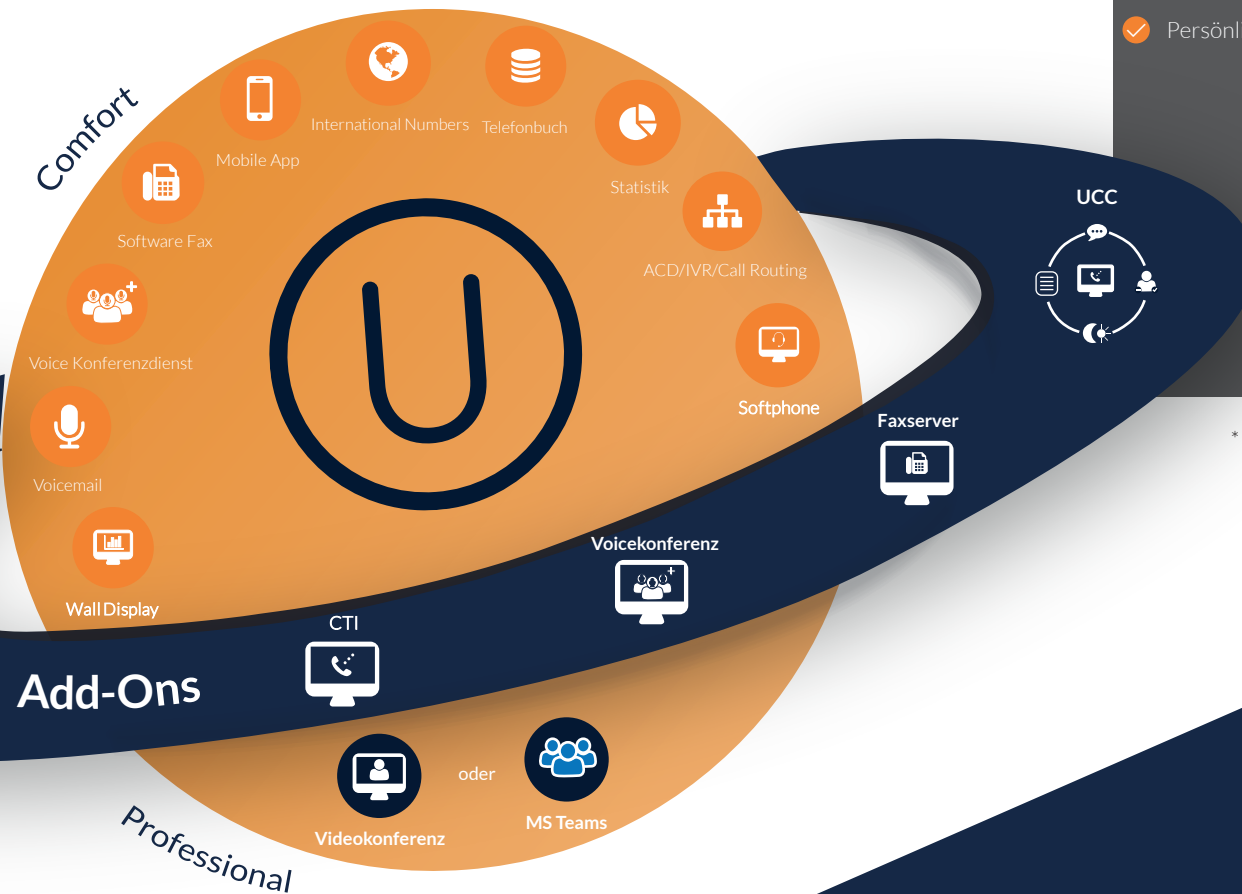 Persönl
Comfort
International Numbers
Telefonbuch
Mobile App
Statistik
UCC
Software Fax
ACD/IVR/Call Routing
Voice Konferenzdienst
U
Softphone
Faxserver
*
Voicemail
Voicekonferenz
Wall Display
CTI
Add-Ons
oder
MS Teams
Videokonferenz
Professional